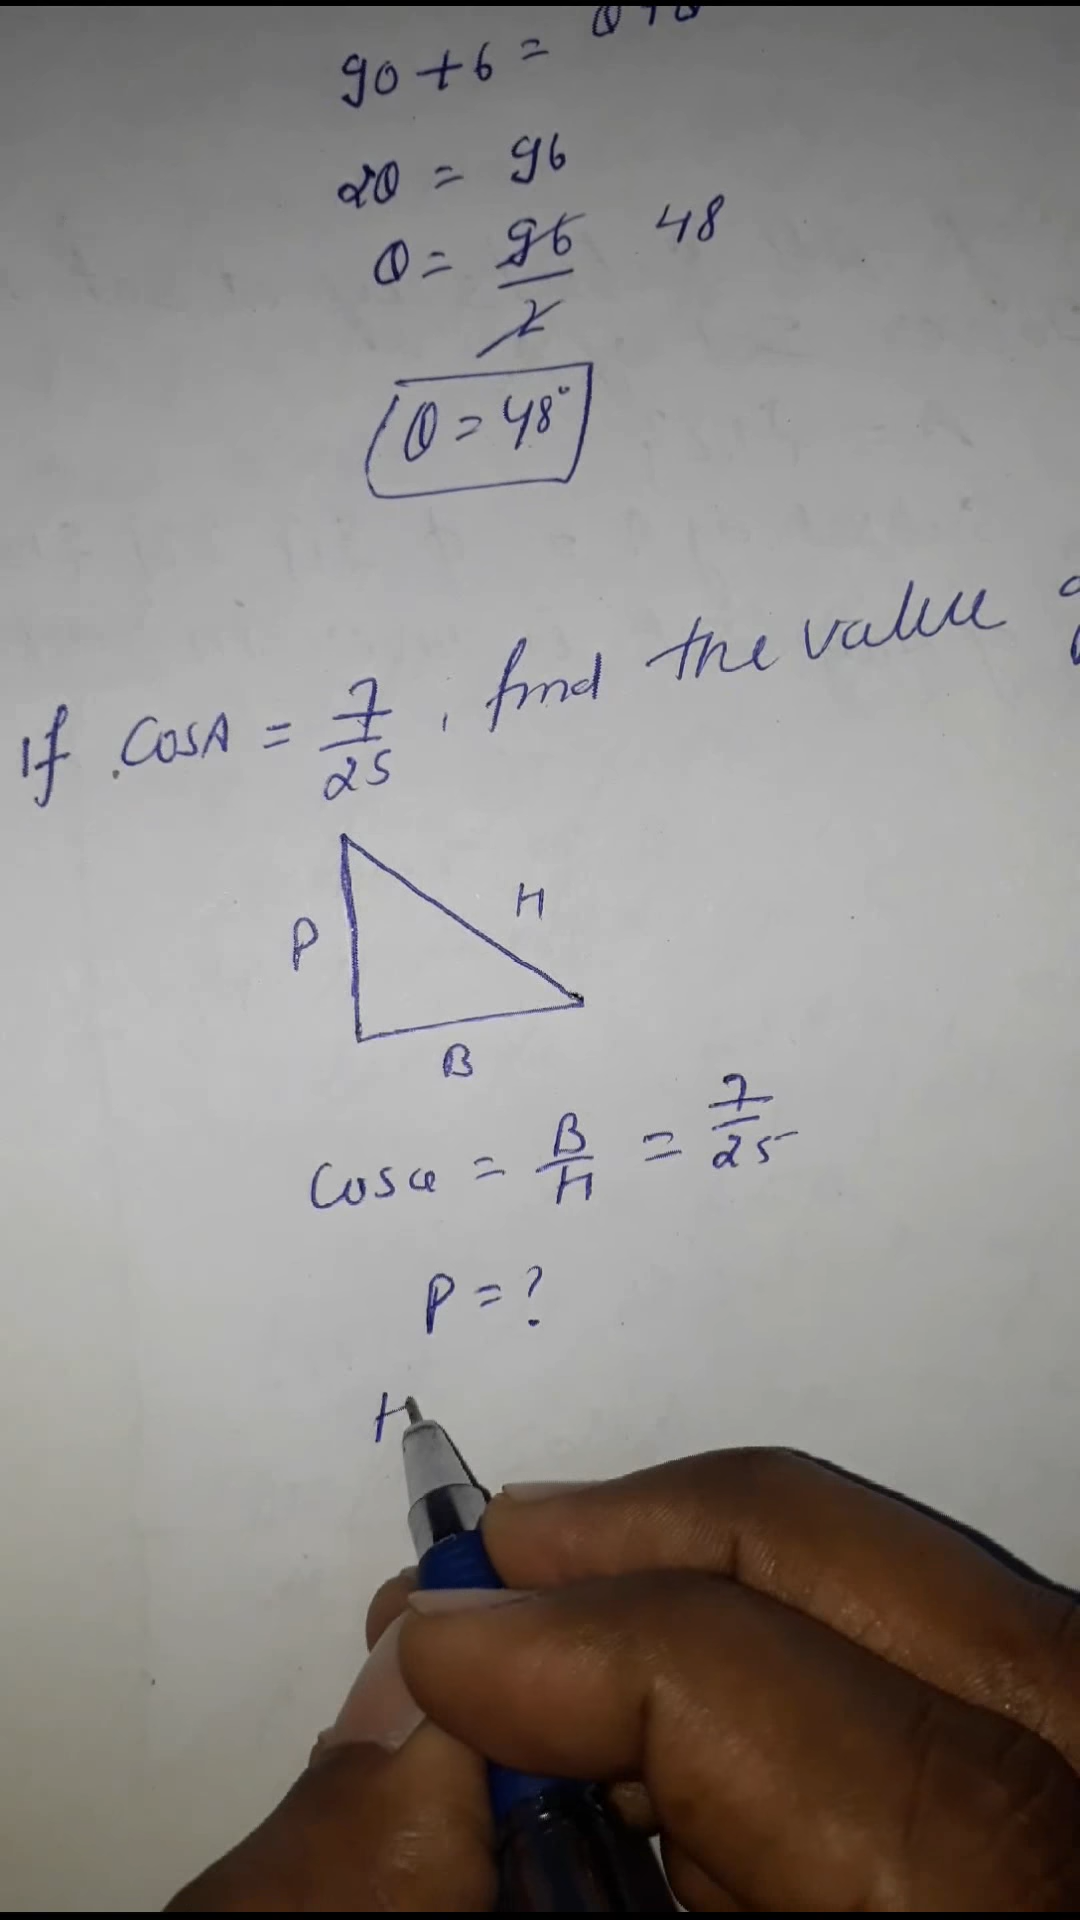 90 + 6 =
2θ = 96
θ = 96/2 48
θ = 48°
If cosA = 7/25, find the value
P
H
B
Cosa = B/H = 7/25
P = ?
H